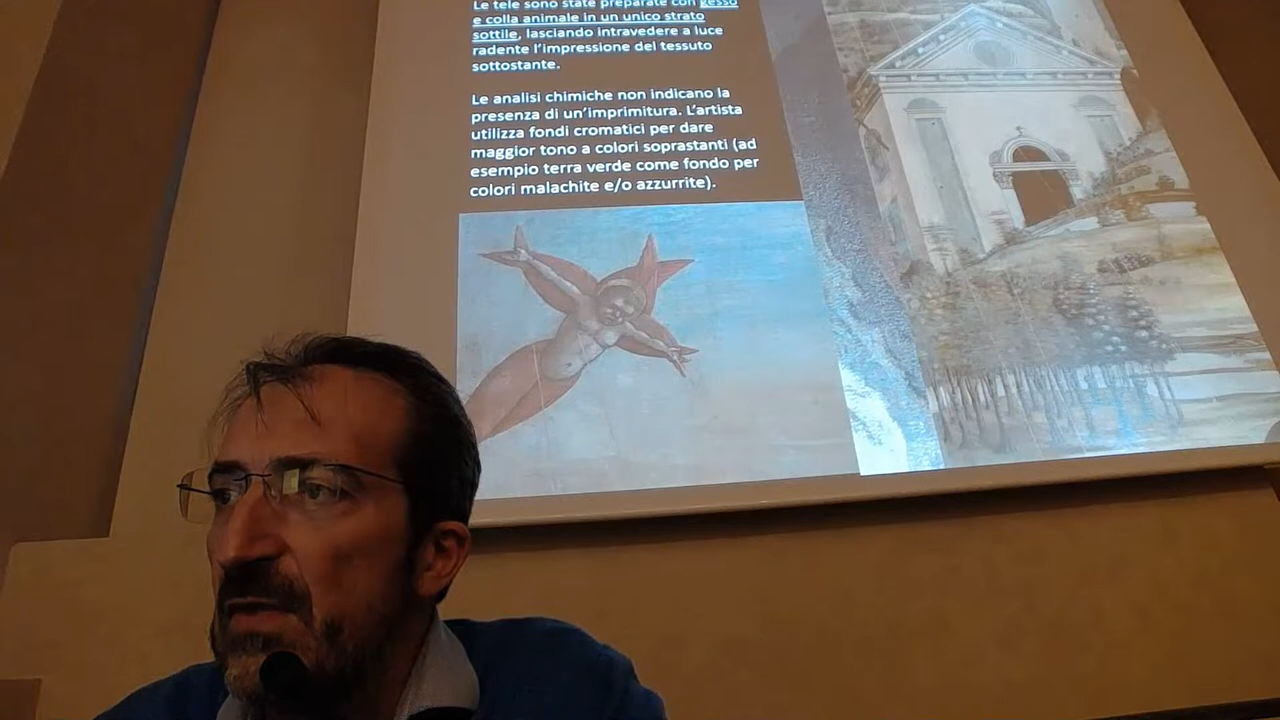 Le tele sono state preparate con gesso
e colla animale in un unico strato
sottile, lasciando intravedere a luce
radente l'impressione del tessuto
sottostante.
Le analisi chimiche non indicano la
presenza di un'imprimitura. L'artista
utilizza fondi cromatici per dare
maggior tono a colori soprastanti (ad
esempio terra verde come fondo per
colori malachite e/o azzurrite).